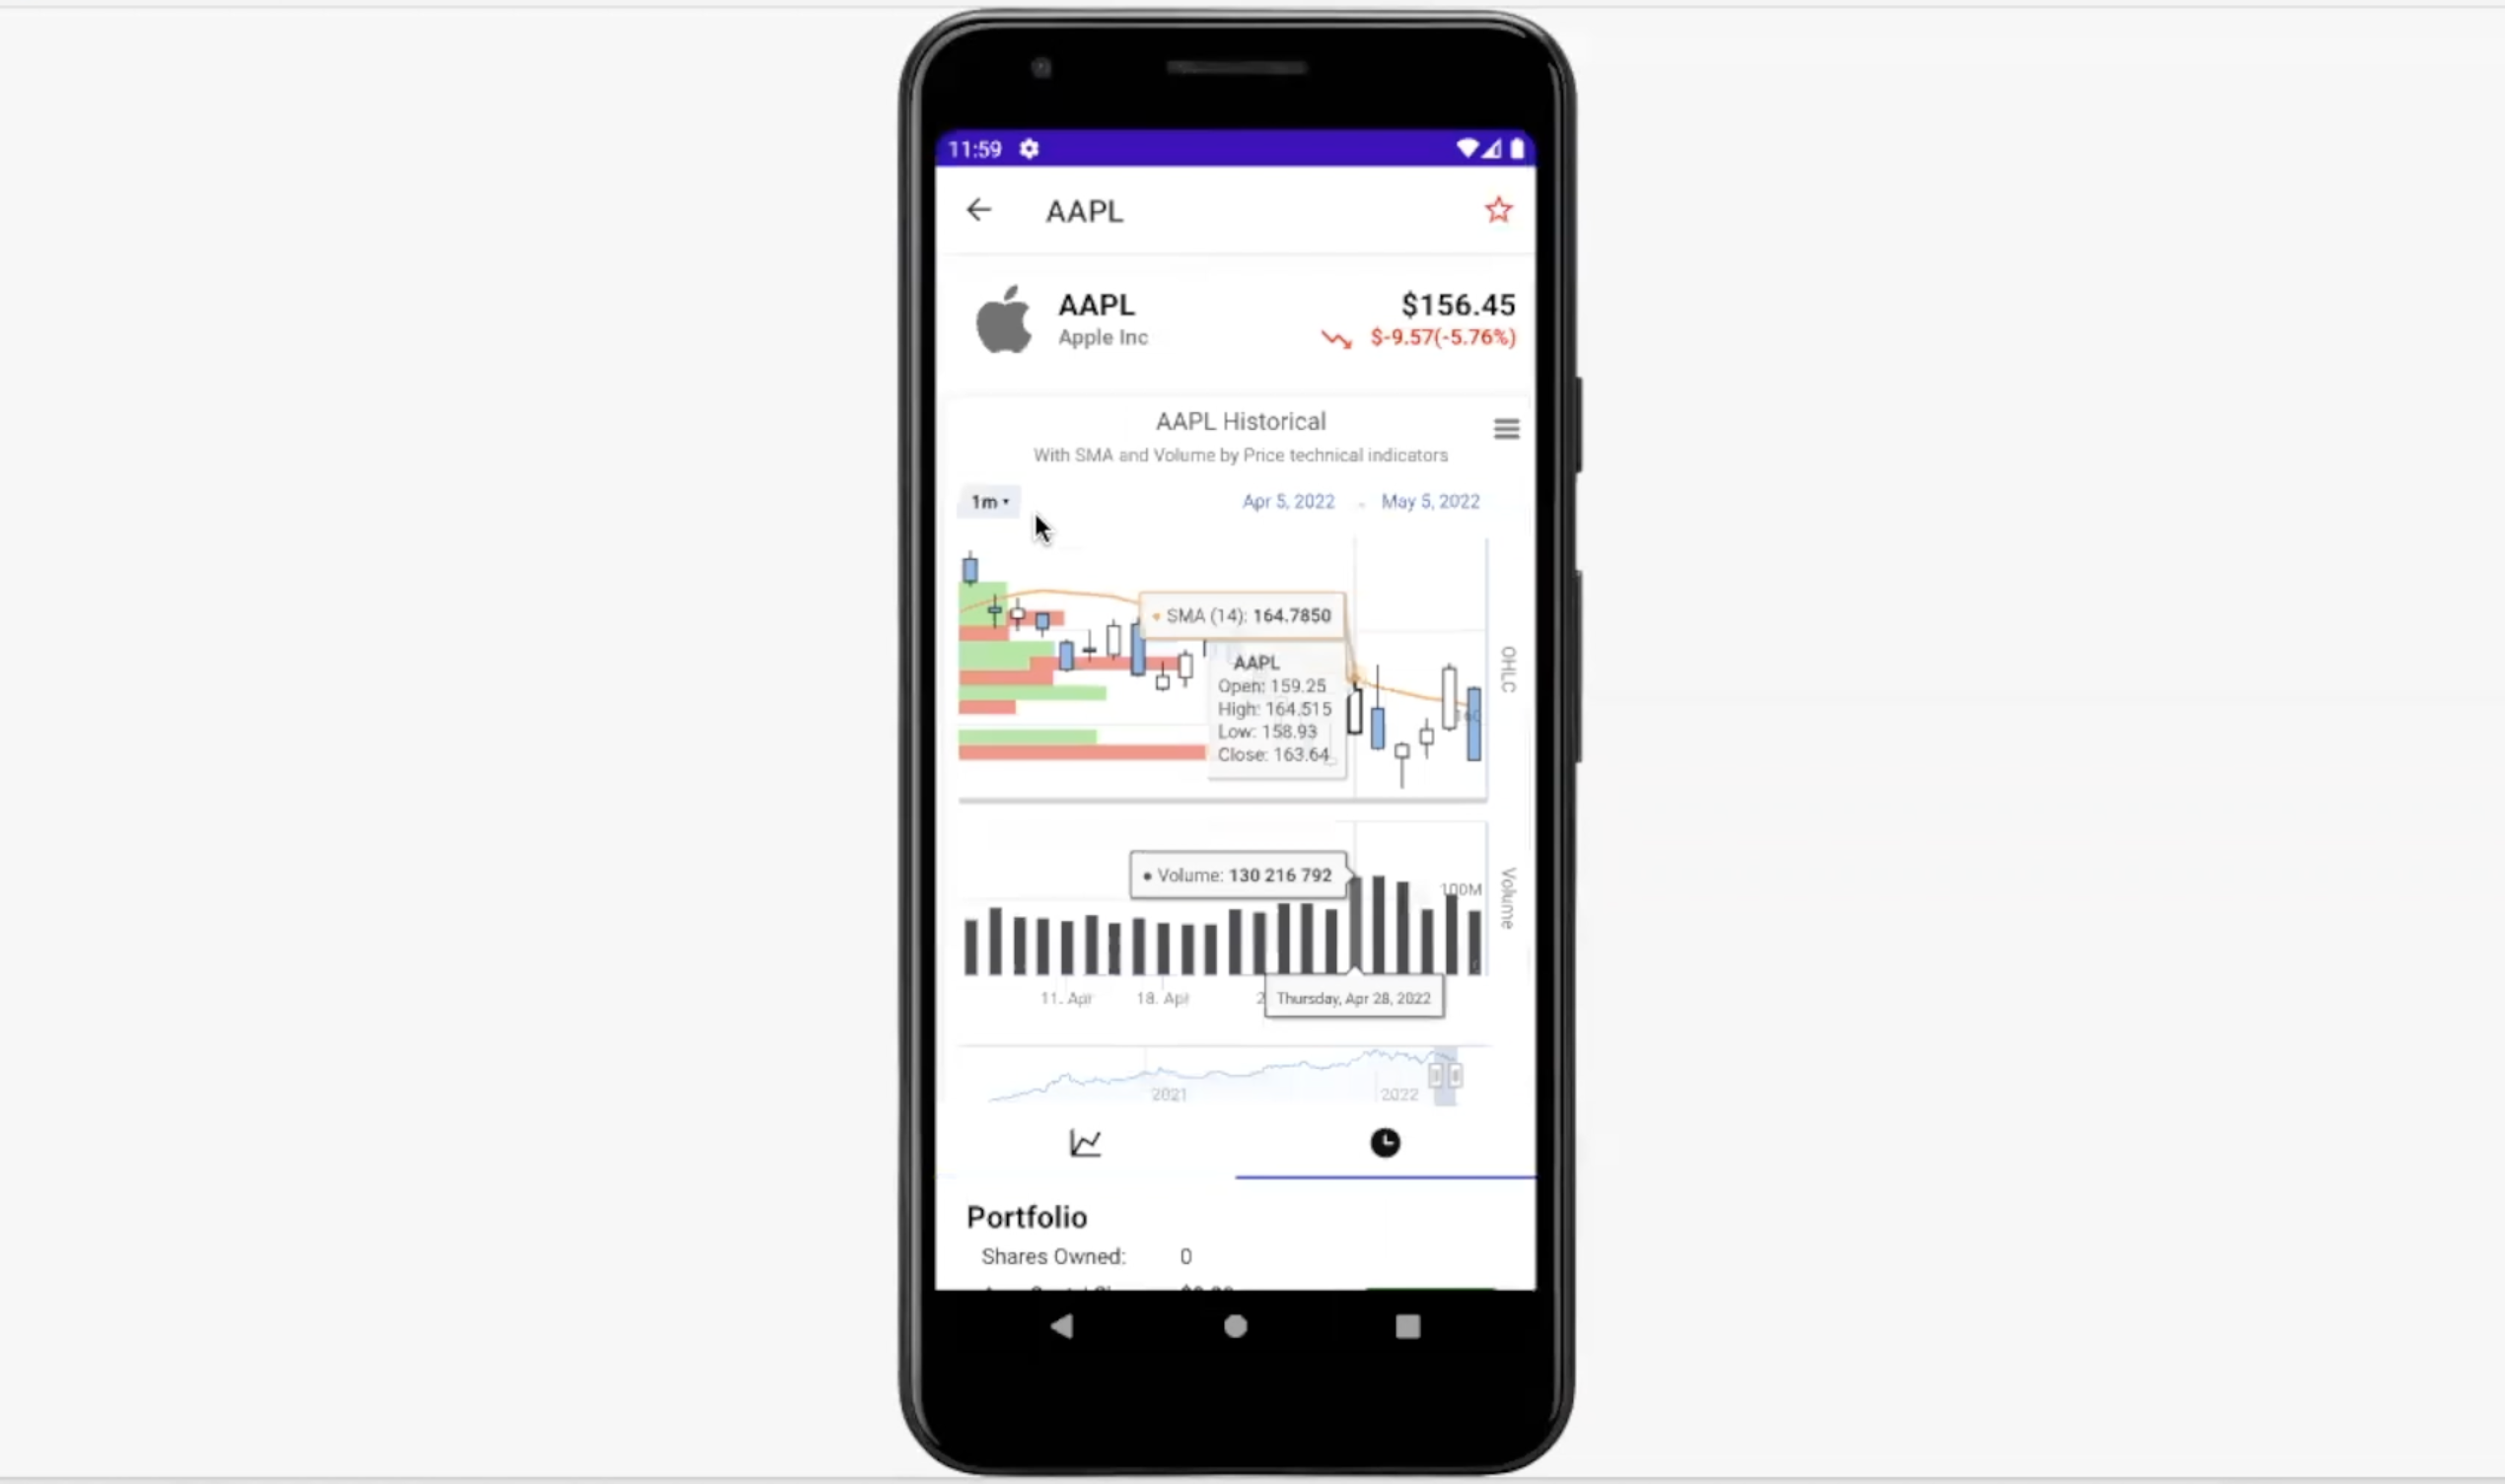 11:59
AAPL
AAPL
$156.45
Apple Inc
$-9.57(-5.76%)
AAPL Historical
With SMA and Volume by Price technical indicators
1m
Apr 5, 2022 - May 5, 2022
SMA (14): 164.7850
AAPL
Open: 159.25
High: 164.515
Low: 158.93
Close: 163.64
160
OHLC
Volume: 130 216 792
100M
Volume
11. Apr
18. Apr
Thursday, Apr 28, 2022
2021
2022
Portfolio
Shares Owned: 0